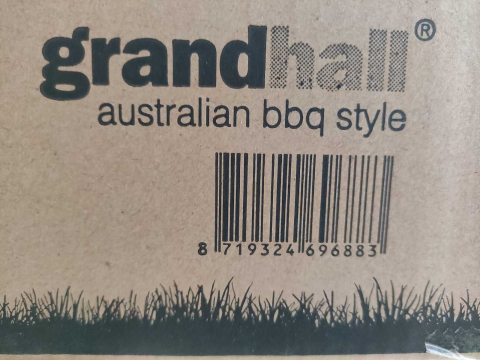 grandhall®
australian bbq style
8 719324 696883